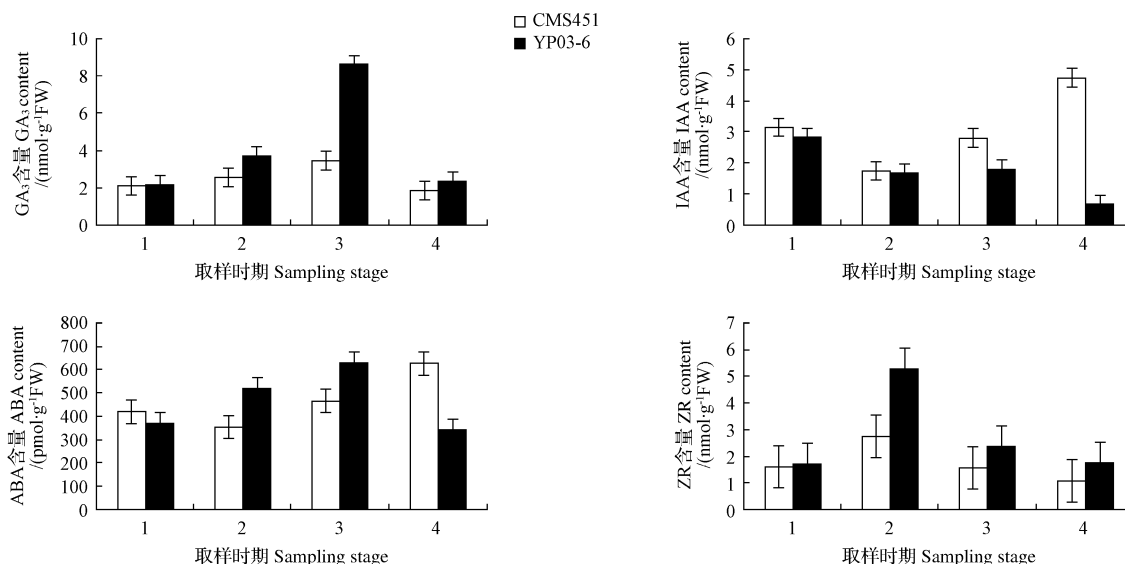 CMS451
YP03-6
GA₃含量 GA₃ content
/(nmol·g⁻¹FW)
10
8
6
4
2
0
1 2 3 4
取样时期 Sampling stage
IAA含量 IAA content
/(nmol·g⁻¹FW)
6
5
4
3
2
1
0
1 2 3 4
取样时期 Sampling stage
ABA含量 ABA content
/(pmol·g⁻¹FW)
800
700
600
500
400
300
200
100
0
1 2 3 4
取样时期 Sampling stage
ZR含量 ZR content
/(nmol·g⁻¹FW)
7
6
5
4
3
2
1
0
1 2 3 4
取样时期 Sampling stage